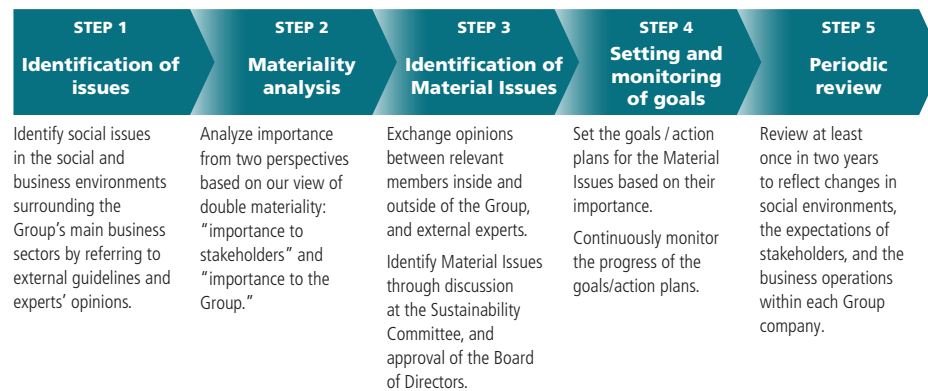 STEP 1
Identification of
issues
Identify social issues
in the social and
business environments
surrounding the
Group's main business
sectors by referring to
external guidelines and
experts' opinions.
STEP 2
Materiality
analysis
Analyze importance
from two perspectives
based on our view of
double materiality:
"importance to
stakeholders" and
"importance to the
Group."
STEP 3
Identification of
Material Issues
Exchange opinions
between relevant
members inside and
outside of the Group,
and external experts.
Identify Material Issues
through discussion
at the Sustainability
Committee, and
approval of the Board
of Directors.
STEP 4
Setting and
monitoring
of goals
Set the goals / action
plans for the Material
Issues based on their
importance.
Continuously monitor
the progress of the
goals/action plans.
STEP 5
Periodic
review
Review at least
once in two years
to reflect changes in
social environments,
the expectations of
stakeholders, and the
business operations
within each Group
company.